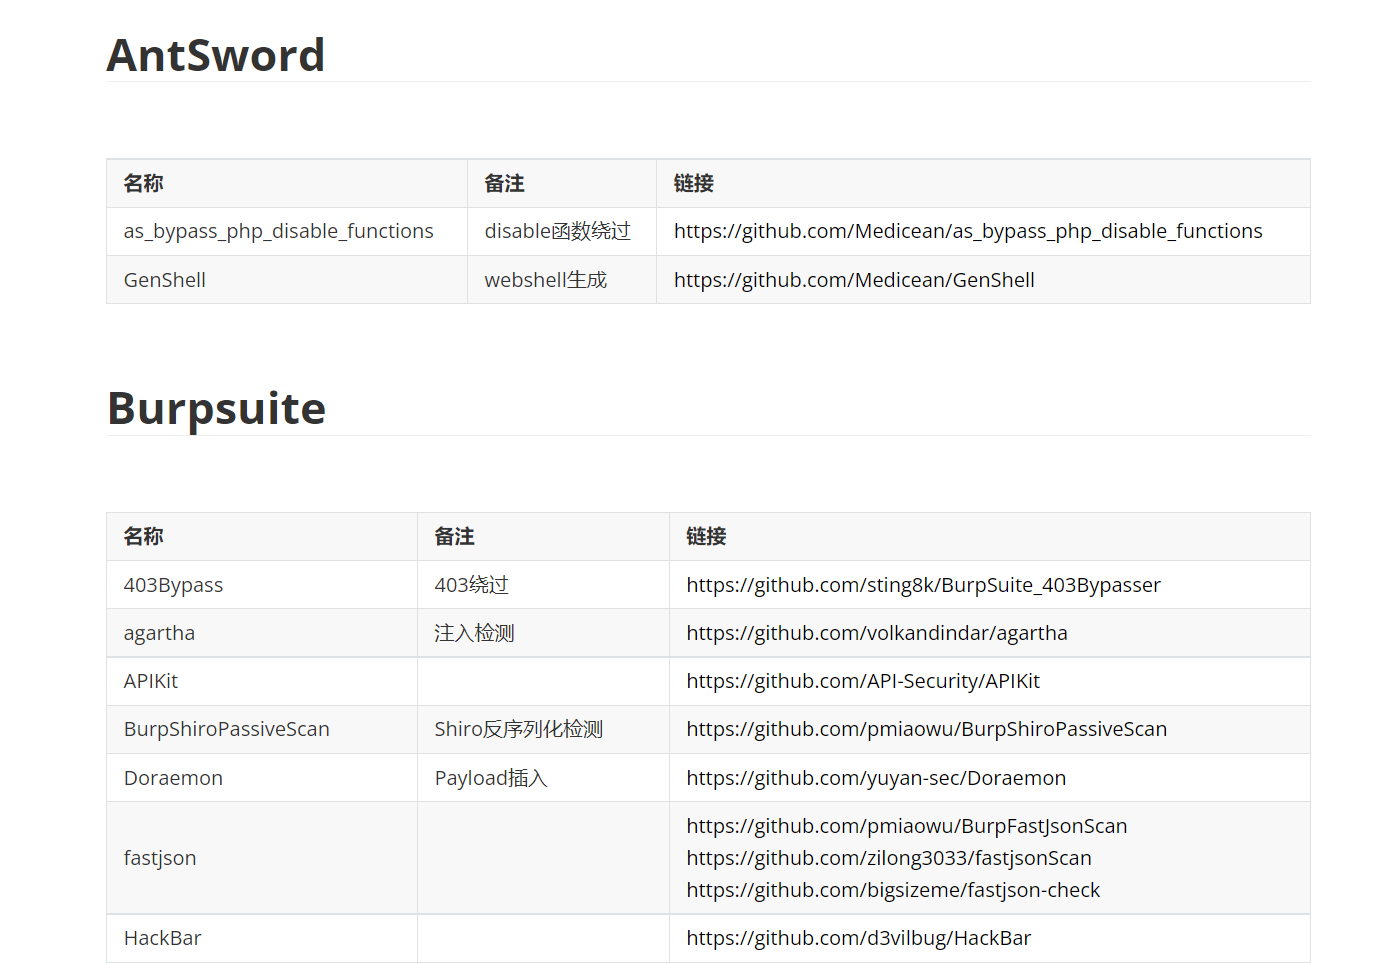 AntSword
名称 备注 链接
as_bypass_php_disable_functions disable函数绕过 https://github.com/Medicean/as_bypass_php_disable_functions
GenShell webshell生成 https://github.com/Medicean/GenShell
Burpsuite
名称 备注 链接
403Bypass 403绕过 https://github.com/sting8k/BurpSuite_403Bypasser
agartha 注入检测 https://github.com/volkandindar/agartha
APIKit https://github.com/API-Security/APIKit
BurpShiroPassiveScan Shiro反序列化检测 https://github.com/pmiaowu/BurpShiroPassiveScan
Doraemon Payload插入 https://github.com/yuyan-sec/Doraemon
fastjson https://github.com/pmiaowu/BurpFastJsonScan
https://github.com/zilong3033/fastjsonScan
https://github.com/bigsizeme/fastjson-check
HackBar https://github.com/d3vilbug/HackBar